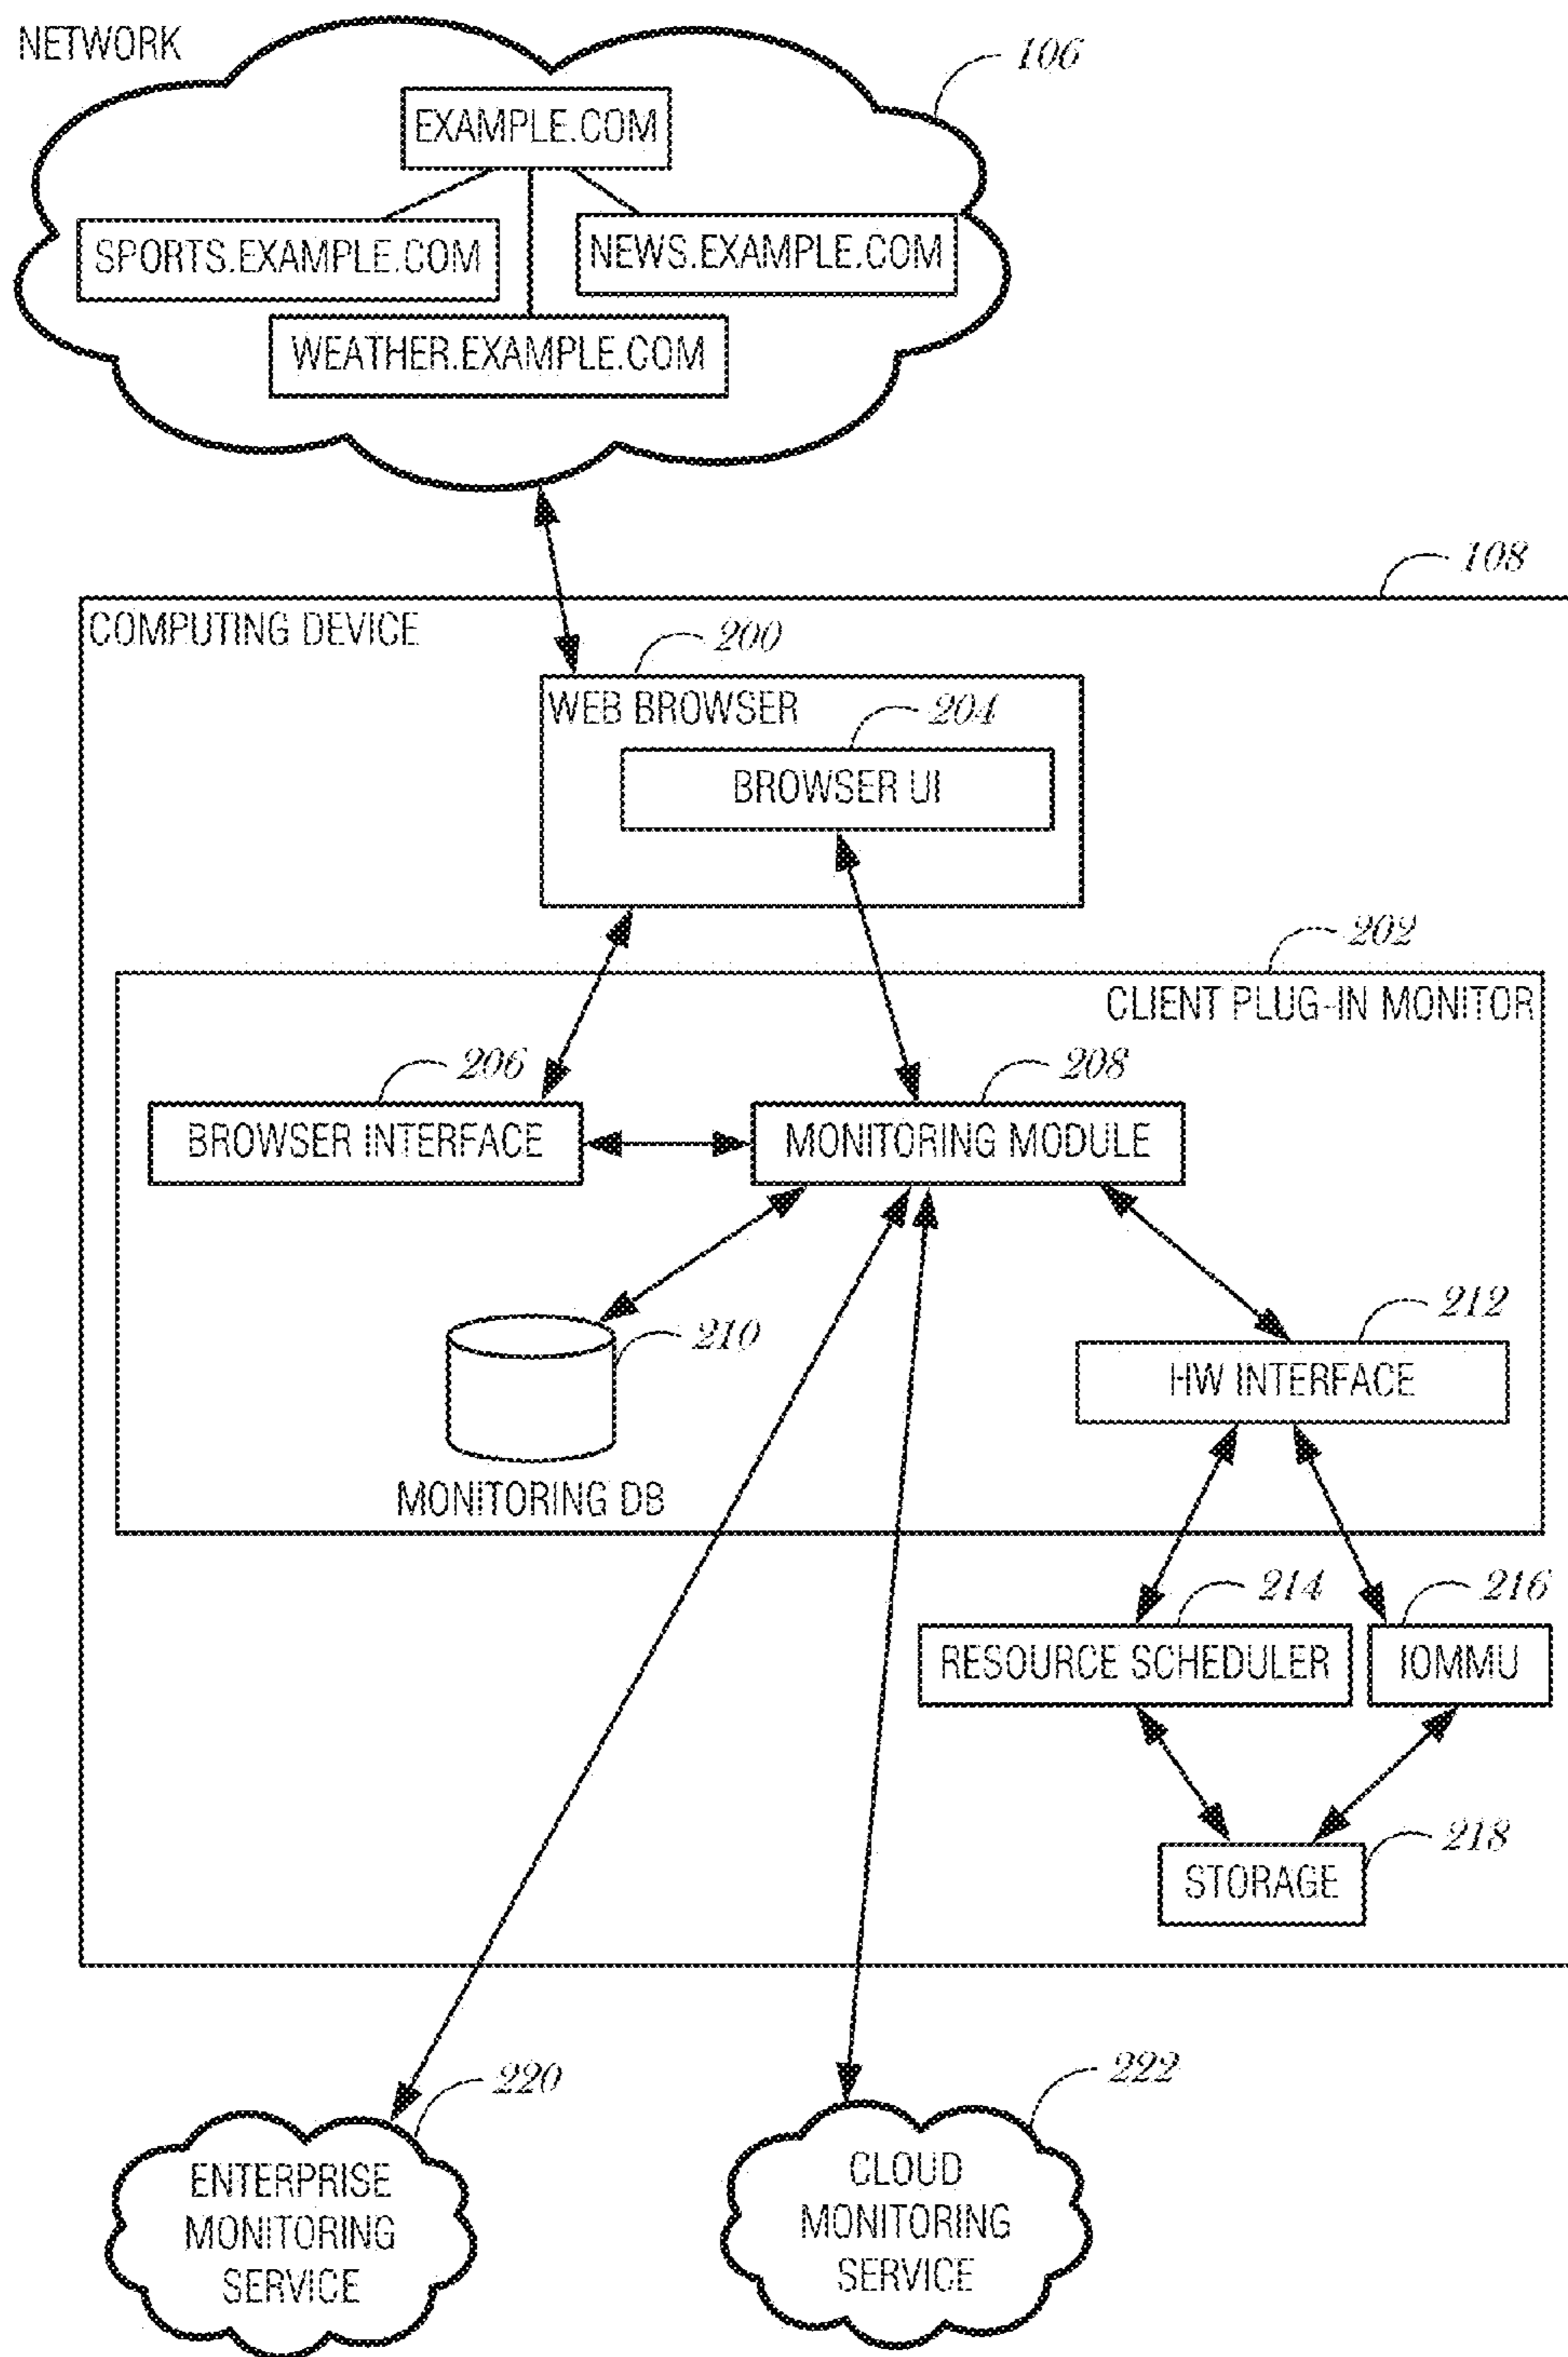 NETWORK
106
EXAMPLE.COM
SPORTS.EXAMPLE.COM
NEWS.EXAMPLE.COM
WEATHER.EXAMPLE.COM
108
COMPUTING DEVICE
200
WEB BROWSER
204
BROWSER UI
202
CLIENT PLUG-IN MONITOR
206
208
BROWSER INTERFACE
MONITORING MODULE
210
212
HW INTERFACE
MONITORING DB
214
216
RESOURCE SCHEDULER
IOMMU
218
STORAGE
220
222
ENTERPRISE
MONITORING
SERVICE
CLOUD
MONITORING
SERVICE